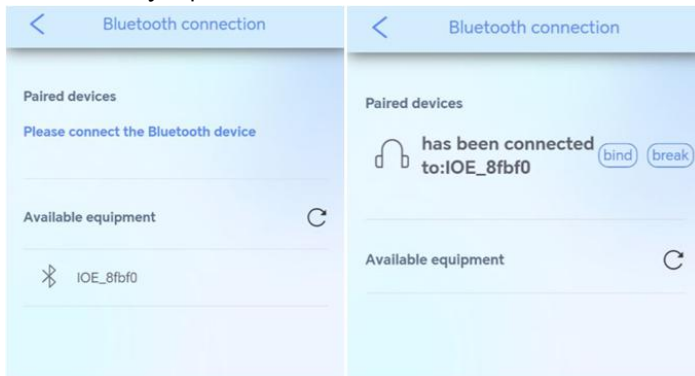 Bluetooth connection
Paired devices
Please connect the Bluetooth device
Available equipment
IOE_8fbf0
Bluetooth connection
Paired devices
has been connected
to:IOE_8fbf0
bind
break
Available equipment